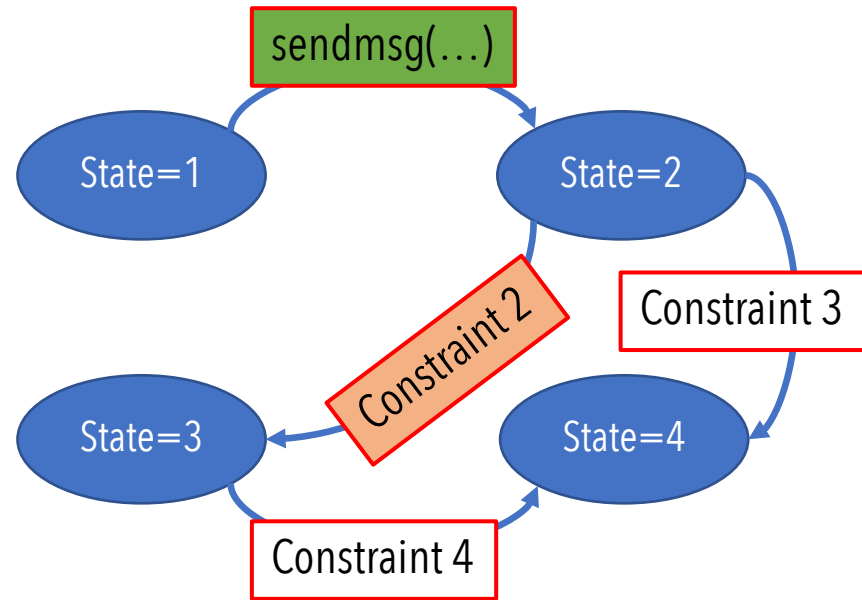 sendmsg(…)
State=1
State=2
Constraint 2
Constraint 3
State=3
State=4
Constraint 4